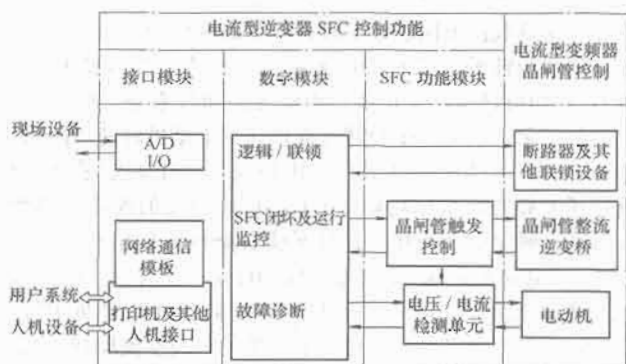 电流型逆变器 SFC 控制功能
电流型变频器
晶闸管控制
接口模块
数字模块
SFC 功能模块
现场设备
A/D
I/O
逻辑 / 联锁
断路器及其
他联锁设备
SFC闭环及运行
监控
晶闸管触发
控制
晶闸管整流
逆变桥
网络通信
模板
用户系统
人机设备
打印机及其他
人机接口
故障诊断
电压 / 电流
检测单元
电动机